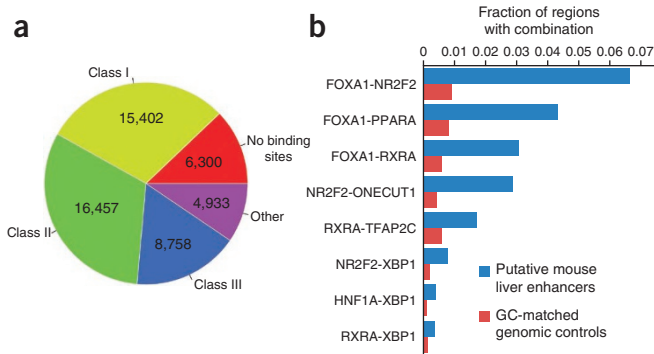 a
Class I
15,402
No binding
sites
6,300
4,933
Other
16,457
Class II
8,758
Class III
b
Fraction of regions
with combination
0 0.01 0.02 0.03 0.04 0.05 0.06 0.07
FOXA1-NR2F2
FOXA1-PPARA
FOXA1-RXRA
NR2F2-ONECUT1
RXRA-TFAP2C
NR2F2-XBP1
HNF1A-XBP1
RXRA-XBP1
Putative mouse
liver enhancers
GC-matched
genomic controls